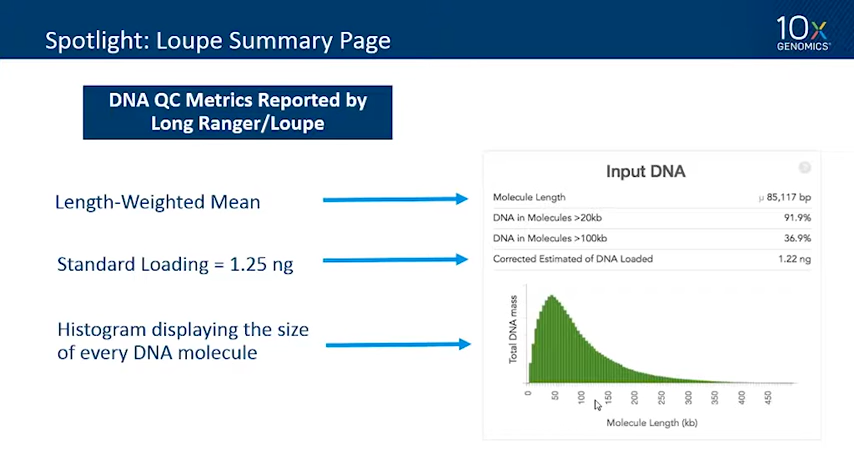 Spotlight: Loupe Summary Page
10x
GENOMICS
DNA QC Metrics Reported by
Long Ranger/Loupe
Length-Weighted Mean
Standard Loading = 1.25 ng
Histogram displaying the size
of every DNA molecule
Input DNA
?
Molecule Length μ 85,117 bp
DNA in Molecules >20kb 91.9%
DNA in Molecules >100kb 36.9%
Corrected Estimated of DNA Loaded 1.22 ng
Total DNA mass
0 50 100 150 200 250 300 350 400 450
Molecule Length (kb)